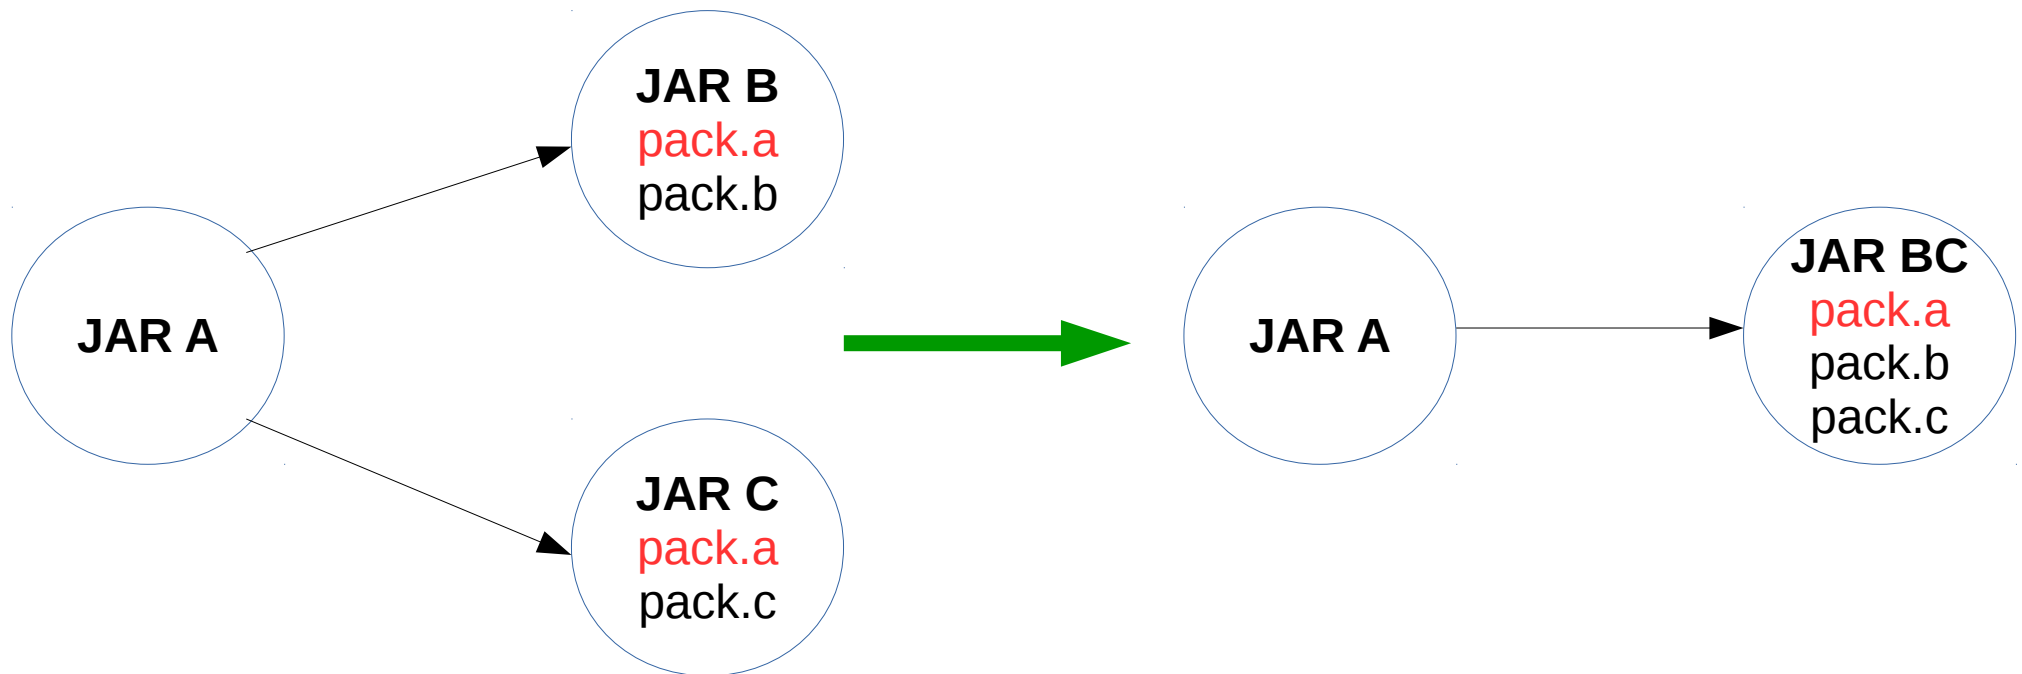 JAR A
JAR B
pack.a
pack.b
JAR C
pack.a
pack.c
JAR A
JAR BC
pack.a
pack.b
pack.c